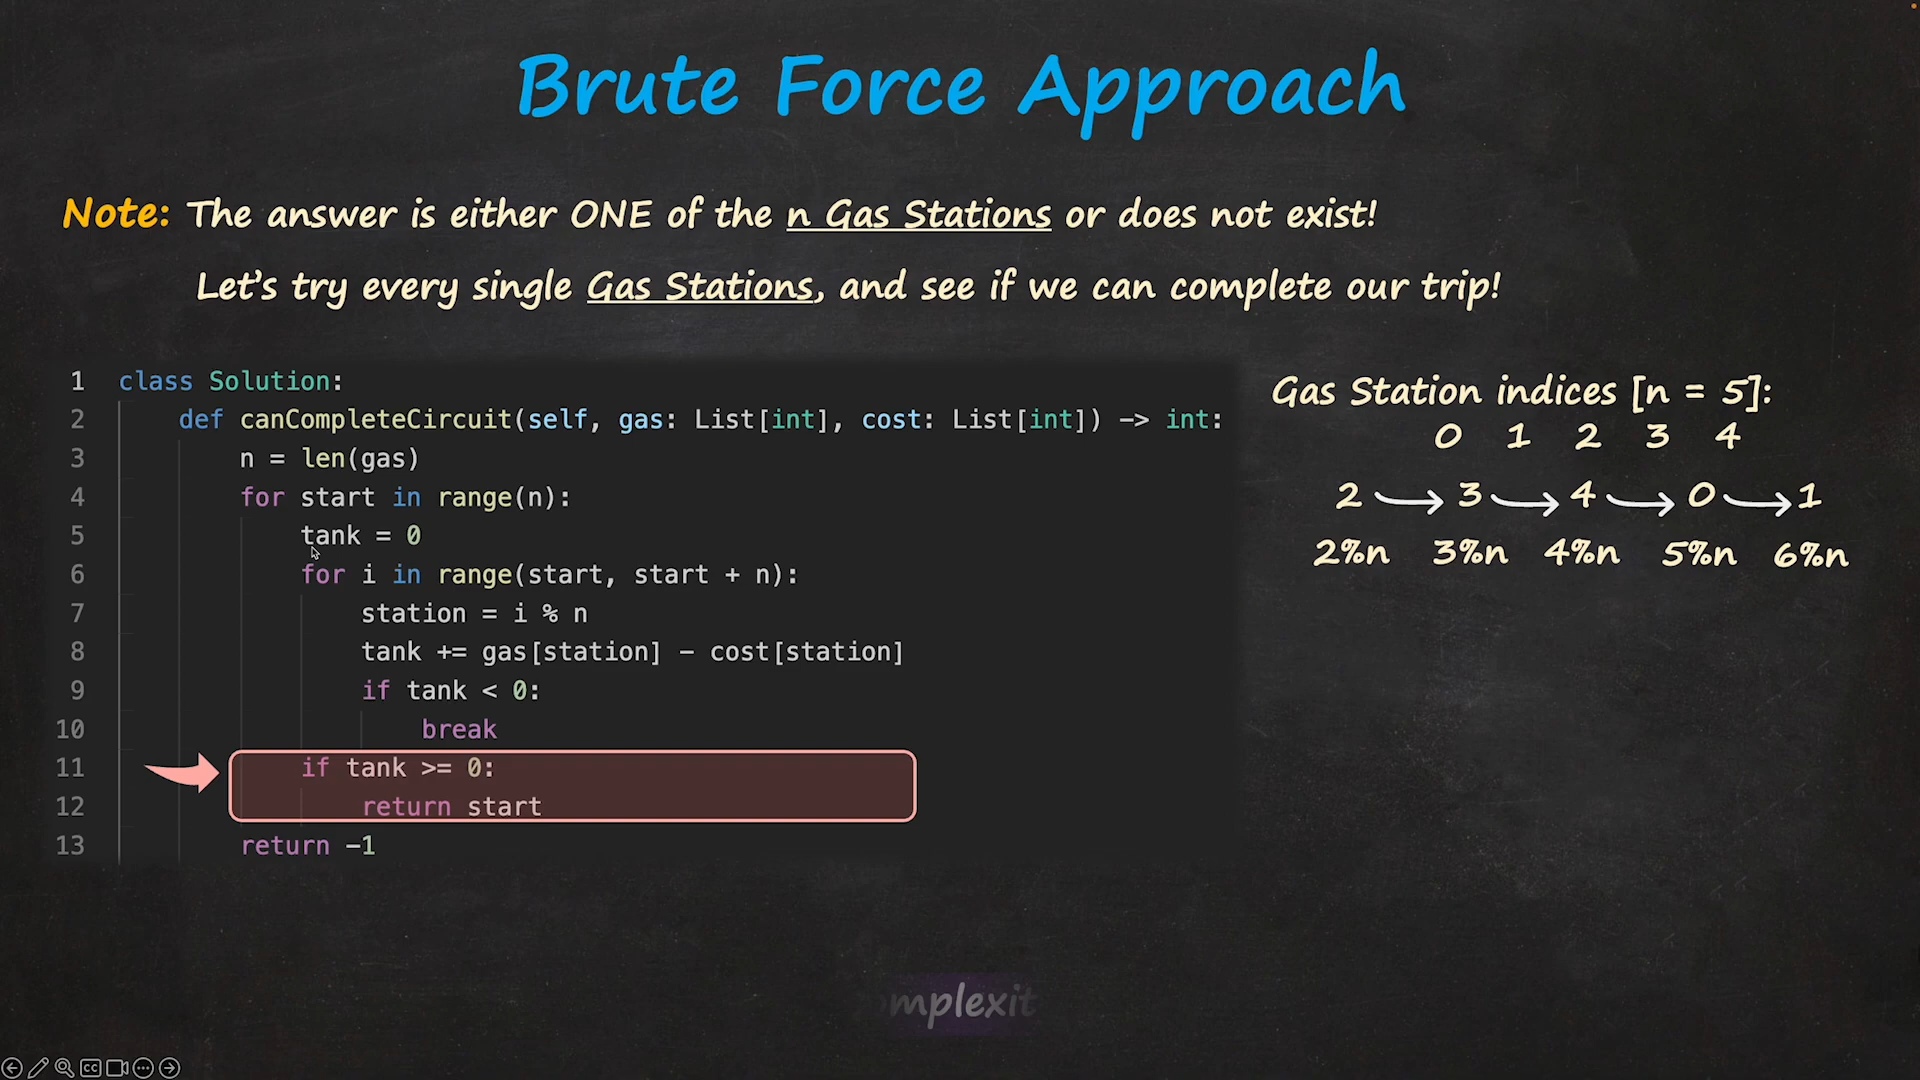 Brute Force Approach
Note: The answer is either ONE of the n Gas Stations or does not exist!
Let's try every single Gas Stations, and see if we can complete our trip!
1 class Solution:
2 def canCompleteCircuit(self, gas: List[int], cost: List[int]) -> int:
3 n = len(gas)
4 for start in range(n):
5 tank = 0
6 for i in range(start, start + n):
7 station = i % n
8 tank += gas[station] - cost[station]
9 if tank < 0:
10 break
11 if tank >= 0:
12 return start
13 return -1
Gas Station indices [n = 5]:
0 1 2 3 4
2 3 4 0 1
2%n 3%n 4%n 5%n 6%n
CC